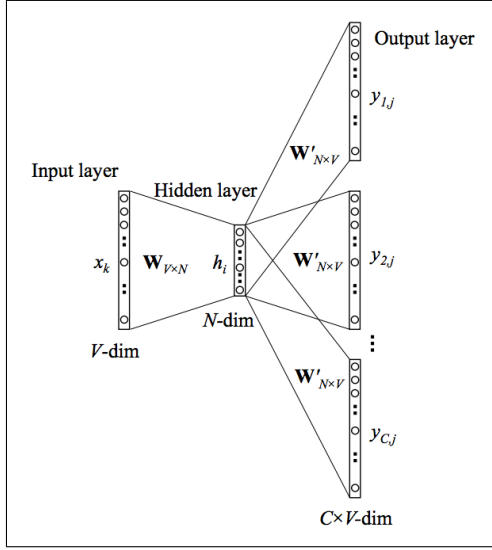 Output layer
y1,j
W'N×V
Input layer
Hidden layer
xk
WV×N
hi
W'N×V
y2,j
N-dim
V-dim
W'N×V
yC,j
C×V-dim